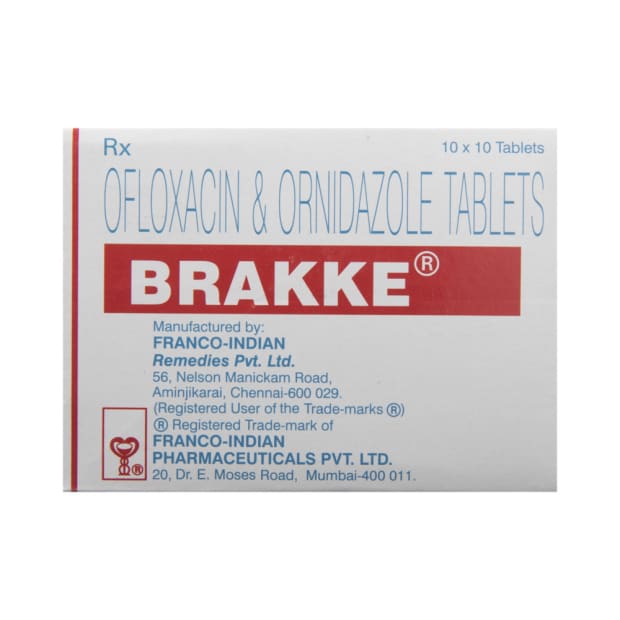 Rx
10 x 10 Tablets
OFLOXACIN & ORNIDAZOLE TABLETS
BRAKKE®
Manufactured by:
FRANCO-INDIAN
Remedies Pvt. Ltd.
56, Nelson Manickam Road,
Aminjikarai, Chennai-600 029.
(Registered User of the Trade-marks ®)
® Registered Trade-mark of
FRANCO-INDIAN
PHARMACEUTICALS PVT. LTD.
20, Dr. E. Moses Road, Mumbai-400 011.
®